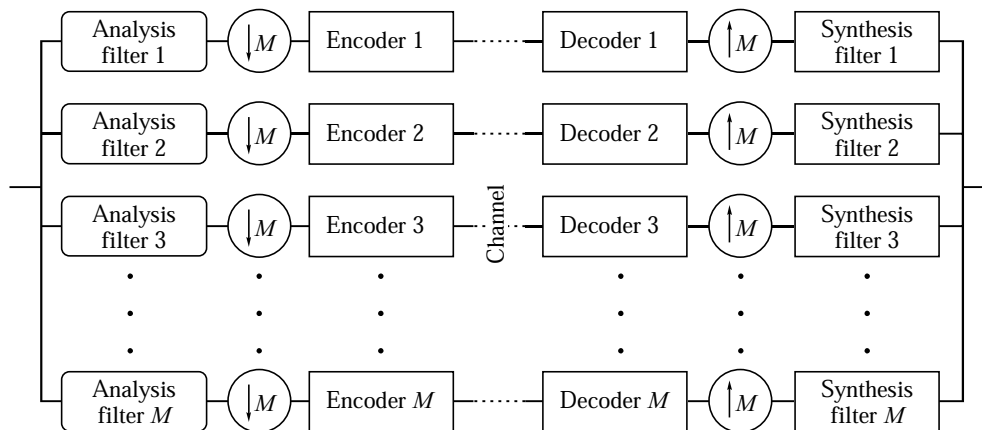 Analysis
filter 1
↓M
Encoder 1
Decoder 1
↑M
Synthesis
filter 1
Analysis
filter 2
↓M
Encoder 2
Decoder 2
↑M
Synthesis
filter 2
Analysis
filter 3
↓M
Encoder 3
Channel
Decoder 3
↑M
Synthesis
filter 3
Analysis
filter M
↓M
Encoder M
Decoder M
↑M
Synthesis
filter M